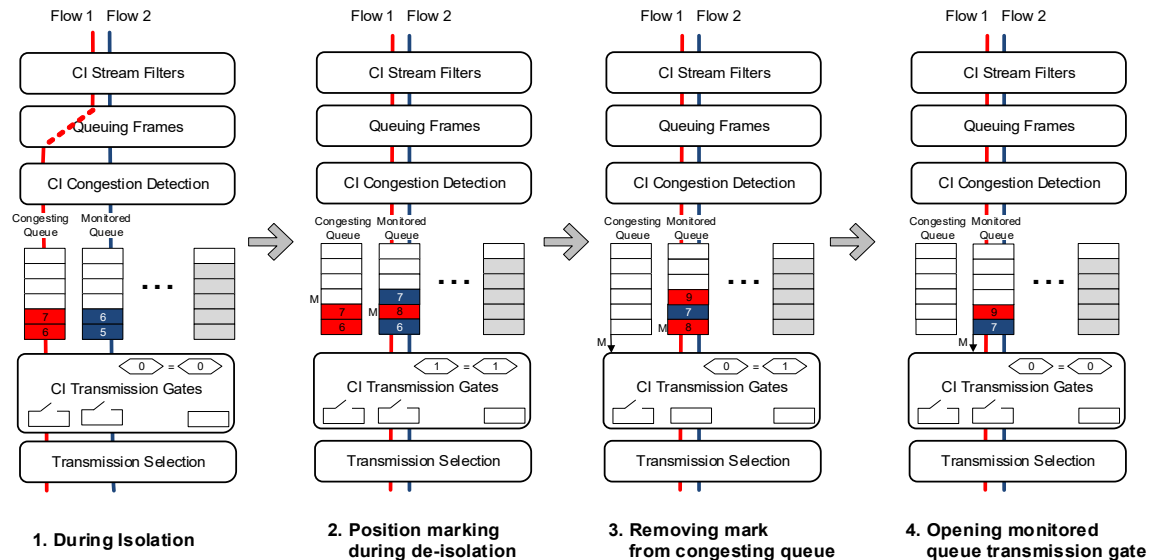 Flow 1 Flow 2
CI Stream Filters
Queuing Frames
CI Congestion Detection
Congesting Queue
Monitored Queue
7
6
6
5
...
0 = 0
CI Transmission Gates
Transmission Selection
1. During Isolation
Flow 1 Flow 2
CI Stream Filters
Queuing Frames
CI Congestion Detection
Congesting Queue
Monitored Queue
M
7
6
M
7
8
6
...
1 = 1
CI Transmission Gates
Transmission Selection
2. Position marking
during de-isolation
Flow 1 Flow 2
CI Stream Filters
Queuing Frames
CI Congestion Detection
Congesting Queue
Monitored Queue
9
7
M 8
M
...
0 = 1
CI Transmission Gates
Transmission Selection
3. Removing mark
from congesting queue
Flow 1 Flow 2
CI Stream Filters
Queuing Frames
CI Congestion Detection
Congesting Queue
Monitored Queue
9
7
M
...
0 = 0
CI Transmission Gates
Transmission Selection
4. Opening monitored
queue transmission gate